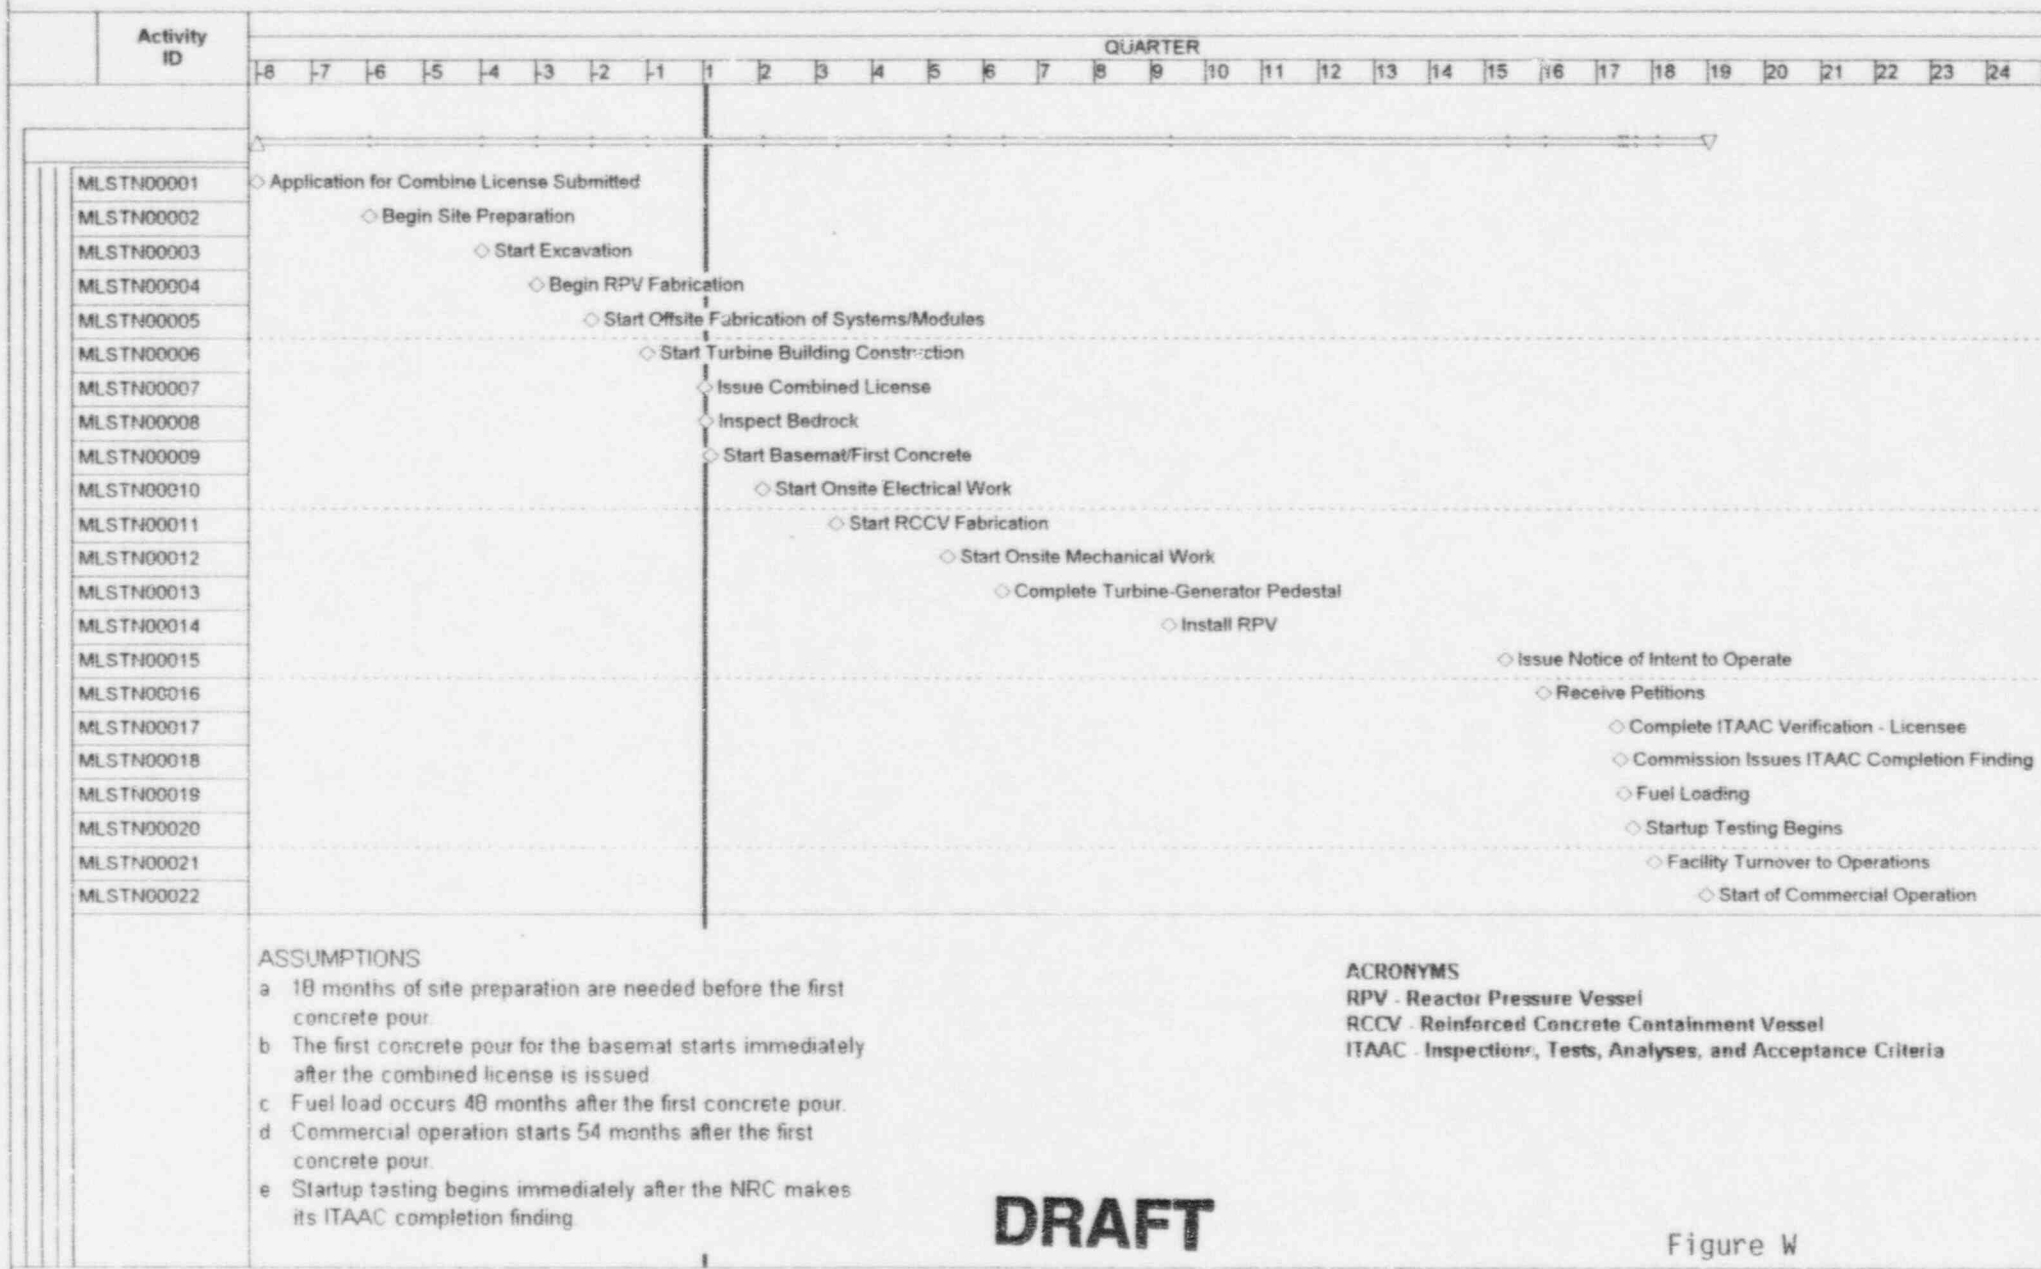 Activity
ID
QUARTER
-8 -7 -6 -5 -4 -3 -2 -1 1 2 3 4 5 6 7 8 9 10 11 12 13 14 15 16 17 18 19 20 21 22 23 24
MLSTN00001 Application for Combine License Submitted
MLSTN00002 Begin Site Preparation
MLSTN00003 Start Excavation
MLSTN00004 Begin RPV Fabrication
MLSTN00005 Start Offsite Fabrication of Systems/Modules
MLSTN00006 Start Turbine Building Construction
MLSTN00007 Issue Combined License
MLSTN00008 Inspect Bedrock
MLSTN00009 Start Basemat/First Concrete
MLSTN00010 Start Onsite Electrical Work
MLSTN00011 Start RCCV Fabrication
MLSTN00012 Start Onsite Mechanical Work
MLSTN00013 Complete Turbine-Generator Pedestal
MLSTN00014 Install RPV
MLSTN00015 Issue Notice of Intent to Operate
MLSTN00016 Receive Petitions
MLSTN00017 Complete ITAAC Verification - Licensee
MLSTN00018 Commission Issues ITAAC Completion Finding
MLSTN00019 Fuel Loading
MLSTN00020 Startup Testing Begins
MLSTN00021 Facility Turnover to Operations
MLSTN00022 Start of Commercial Operation
ASSUMPTIONS
a 18 months of site preparation are needed before the first
concrete pour.
b The first concrete pour for the basemat starts immediately
after the combined license is issued
c Fuel load occurs 48 months after the first concrete pour.
d Commercial operation starts 54 months after the first
concrete pour.
e Startup testing begins immediately after the NRC makes
its ITAAC completion finding
ACRONYMS
RPV - Reactor Pressure Vessel
RCCV - Reinforced Concrete Containment Vessel
ITAAC - Inspections, Tests, Analyses, and Acceptance Criteria
DRAFT
Figure W